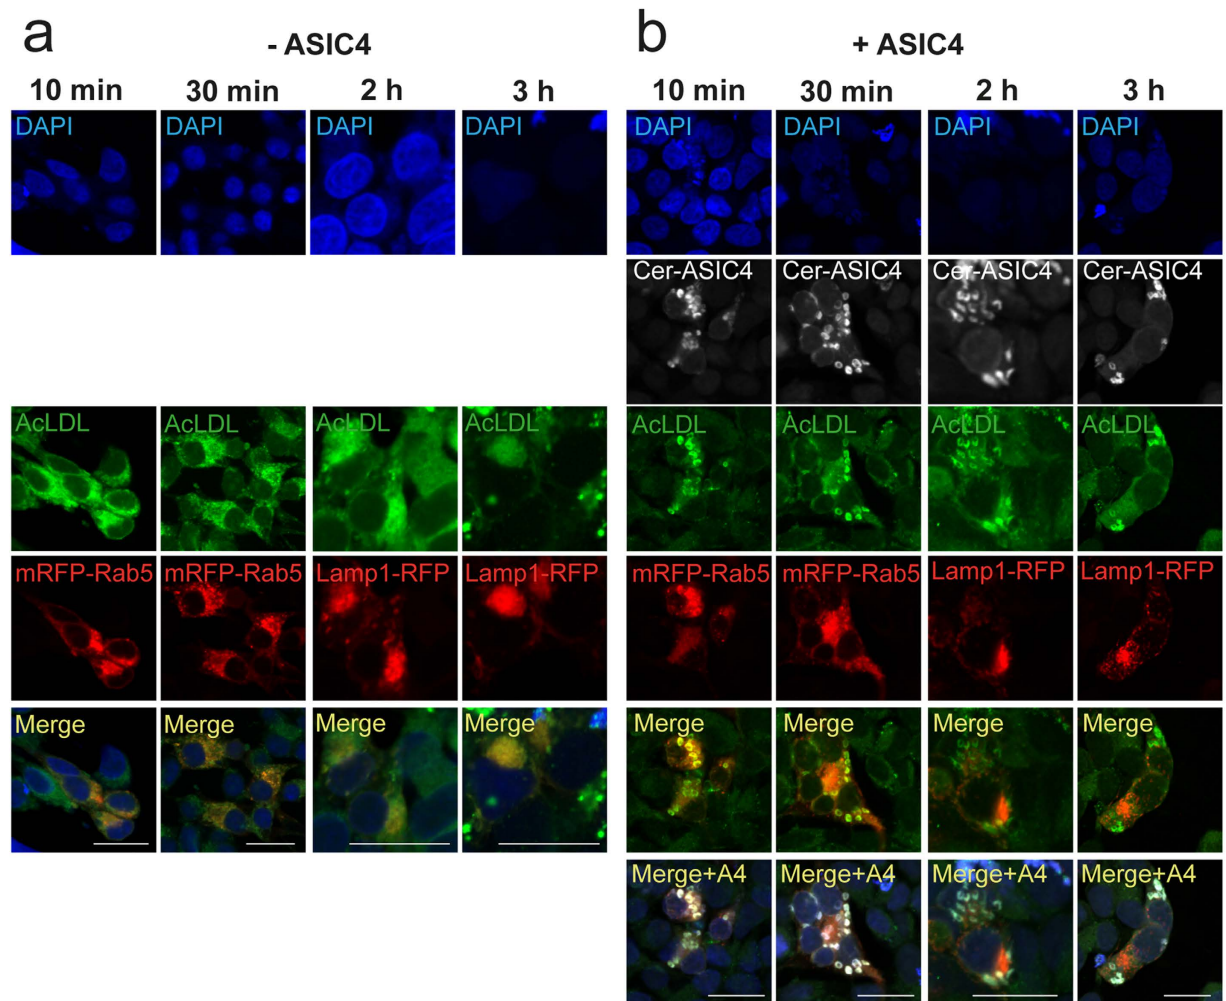 a
- ASIC4
10 min 30 min 2 h 3 h
DAPI DAPI DAPI DAPI
AcLDL AcLDL AcLDL AcLDL
mRFP-Rab5 mRFP-Rab5 Lamp1-RFP Lamp1-RFP
Merge Merge Merge Merge
b
+ ASIC4
10 min 30 min 2 h 3 h
DAPI DAPI DAPI DAPI
Cer-ASIC4 Cer-ASIC4 Cer-ASIC4 Cer-ASIC4
AcLDL AcLDL AcLDL AcLDL
mRFP-Rab5 mRFP-Rab5 Lamp1-RFP Lamp1-RFP
Merge Merge Merge Merge
Merge+A4 Merge+A4 Merge+A4 Merge+A4